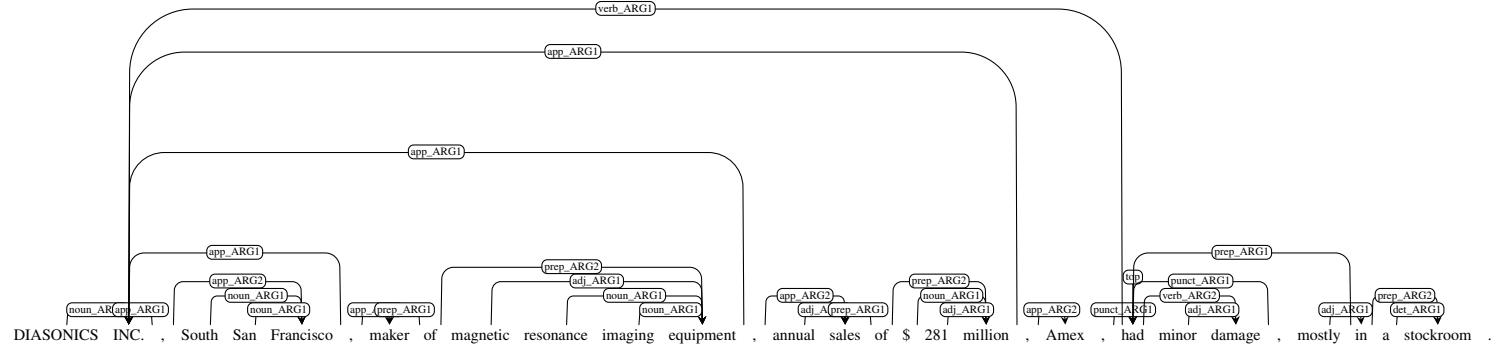 verb_ARG1
app_ARG1
app_ARG1
app_ARG1 prep_ARG1
prep_ARG2
app_ARG2 adj_ARG1 prep_ARG2 top punct_ARG1
noun_ARG1 noun_ARG1 app_ARG2 noun_ARG1 verb_ARG2 prep_ARG2
app_ARG1 noun_ARG1 prep_ARG1 noun_ARG1 prep_ARG1 adj_ARG1 app_ARG2 punct_ARG1 adj_ARG1 adj_ARG1 det_ARG1
DIASONICS INC. , South San Francisco , maker of magnetic resonance imaging equipment , annual sales of $ 281 million , Amex , had minor damage , mostly in a stockroom .